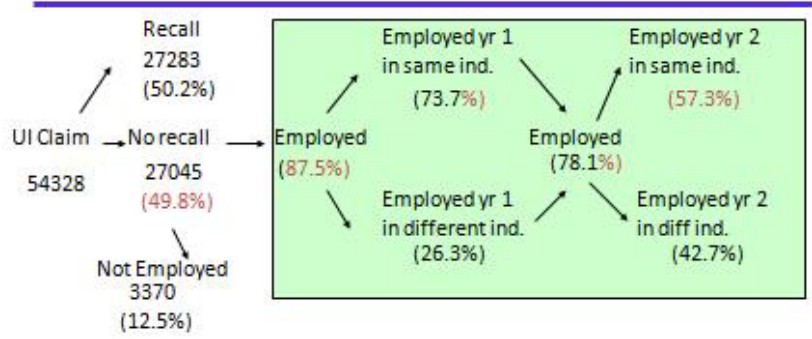 Recall
27283
(50.2%)
UI Claim
54328
No recall
27045
(49.8%)
Not Employed
3370
(12.5%)
Employed
(87.5%)
Employed yr 1
in same ind.
(73.7%)
Employed yr 1
in different ind.
(26.3%)
Employed
(78.1%)
Employed yr 2
in same ind.
(57.3%)
Employed yr 2
in diff ind.
(42.7%)